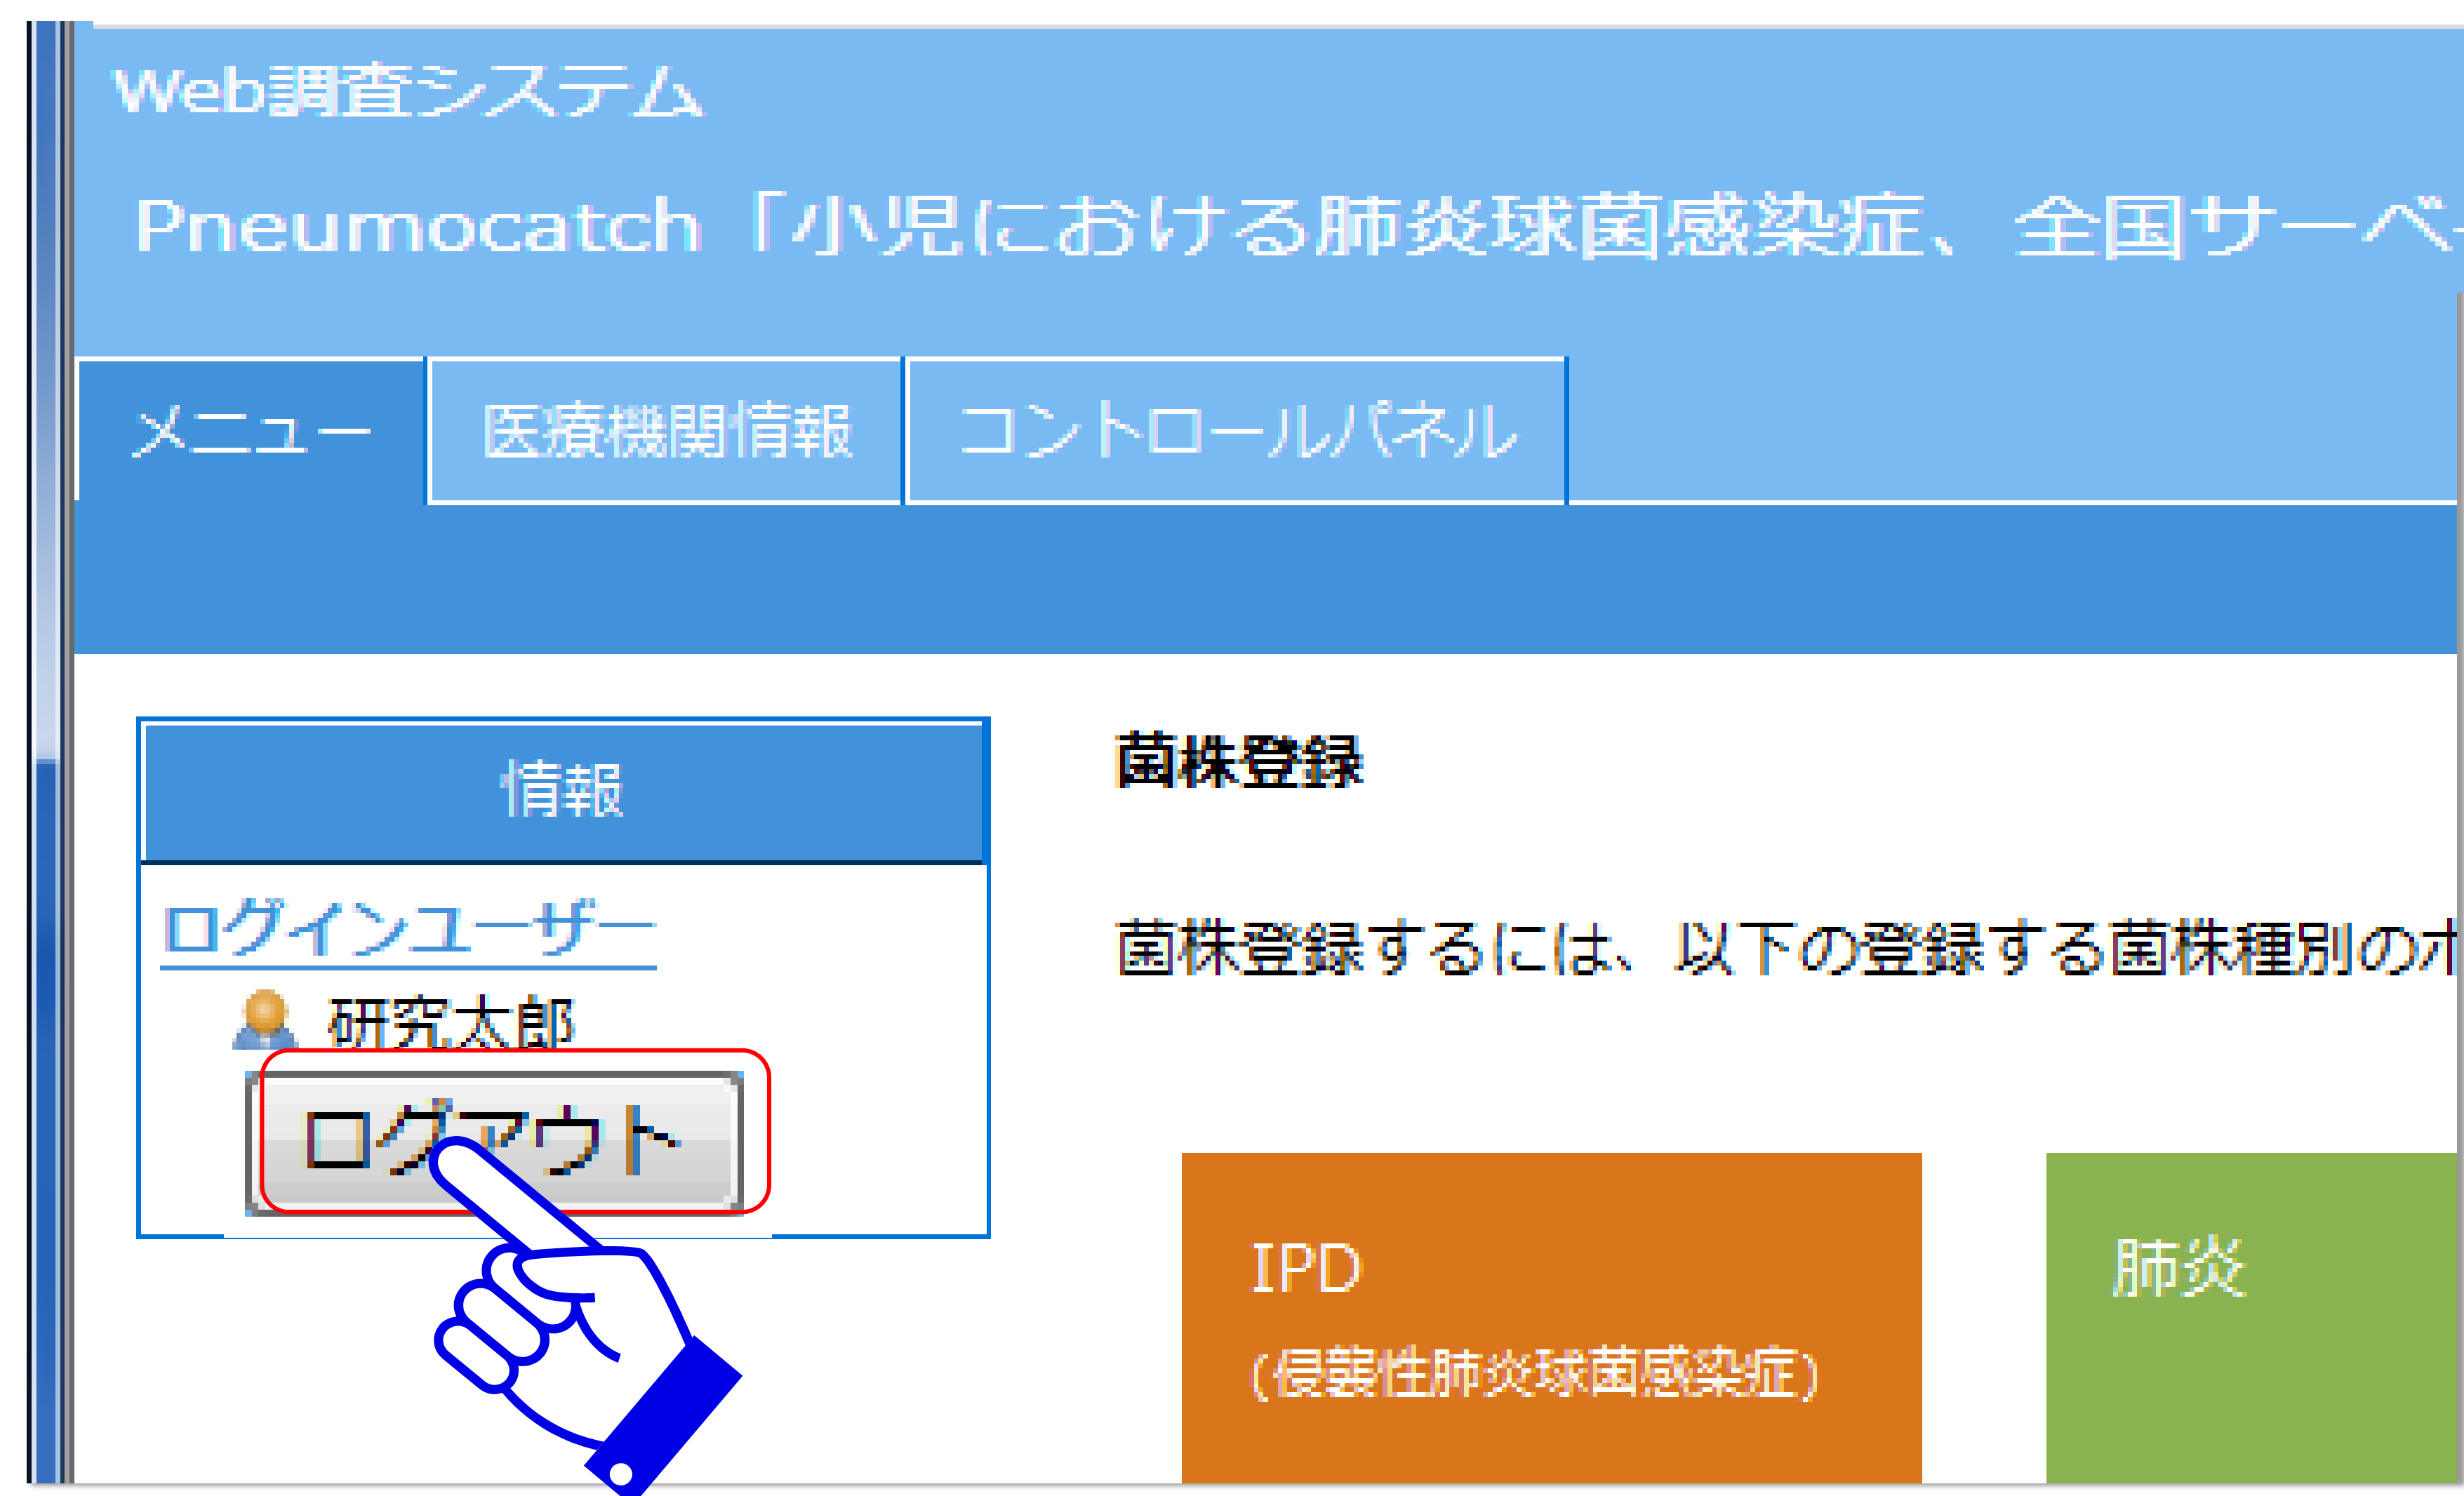 Web調査システム
Pneumocatch「小児における肺炎球菌感染症、全国サーベ
メニュー 医療機関情報 コントロールパネル
情報
ログインユーザー
研究太郎
ログアウト
菌株登録
菌株登録するには、以下の登録する菌株種別の
IPD
(侵襲性肺炎球菌感染症)
肺炎